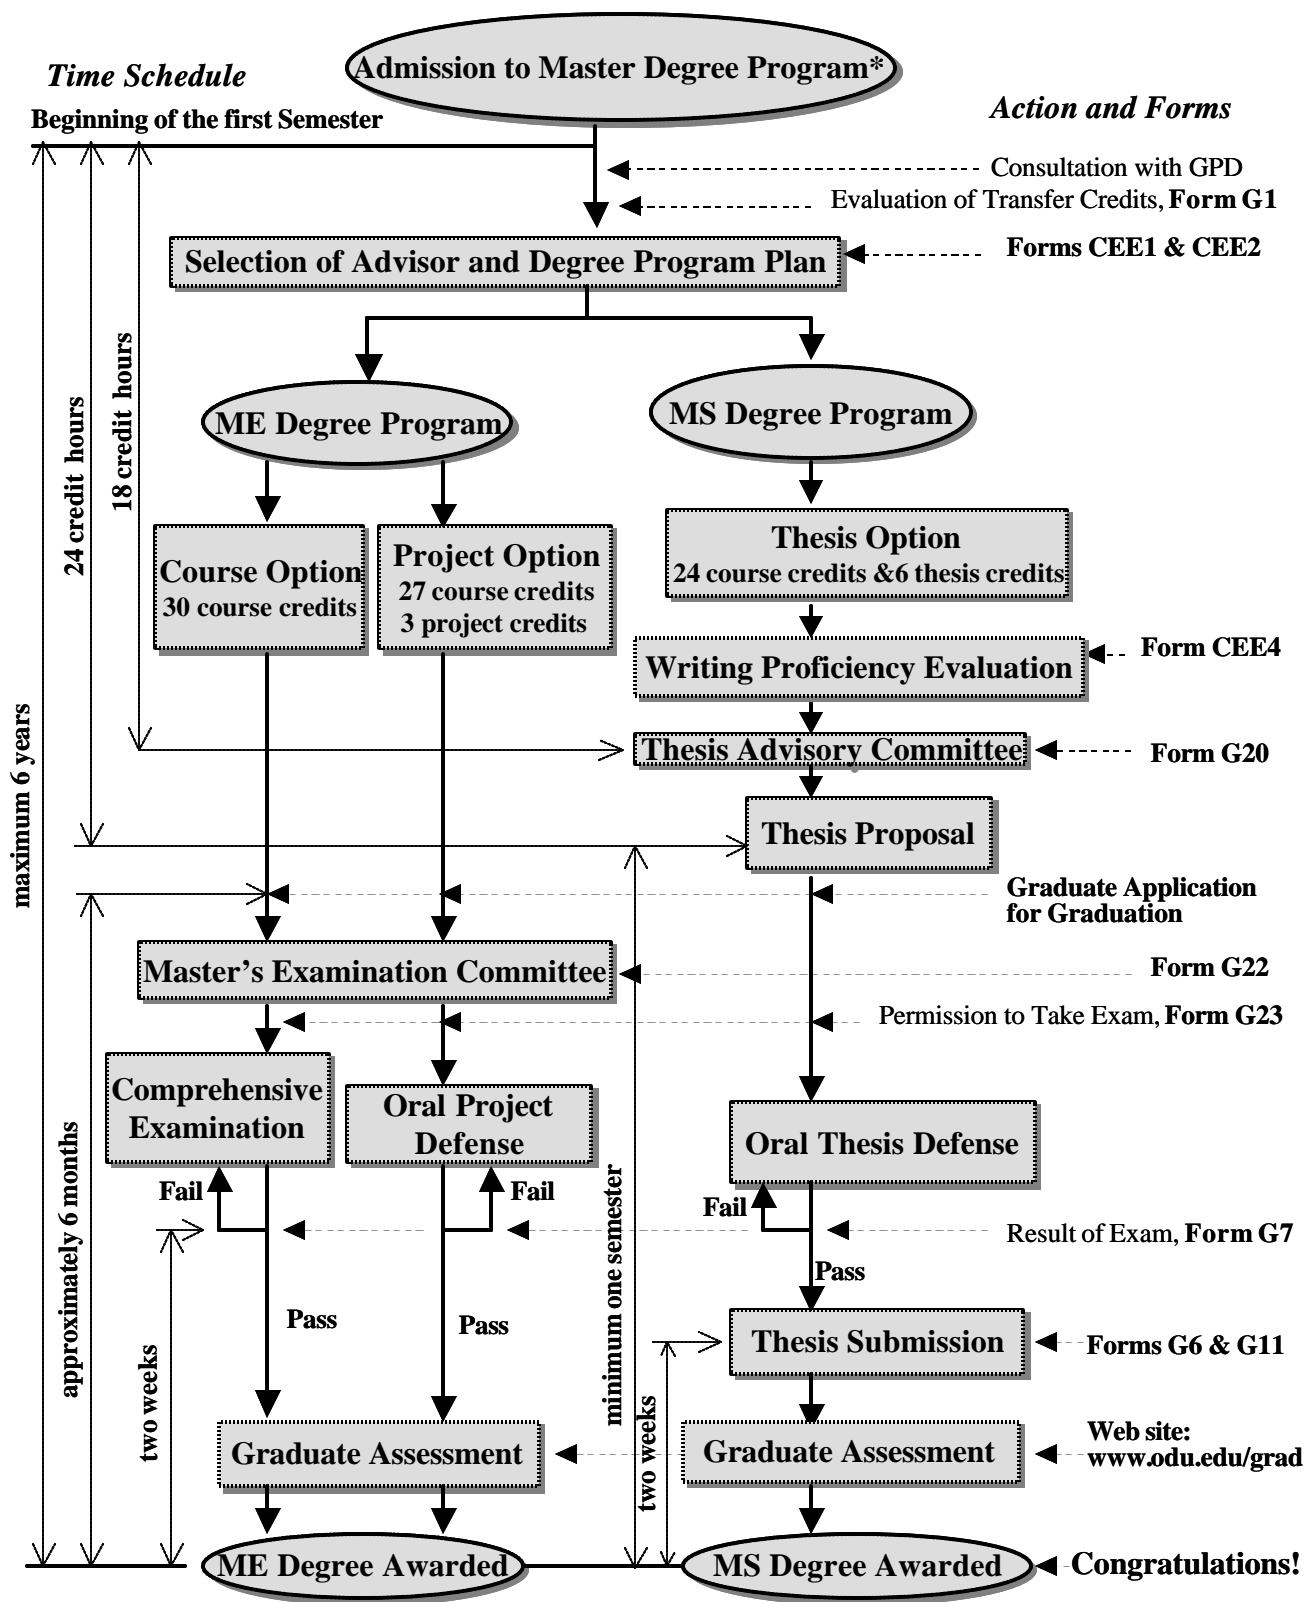 Admission to Master Degree Program*
Time Schedule
Beginning of the first Semester
Action and Forms
Consultation with GPD
Evaluation of Transfer Credits, Form G1
Selection of Advisor and Degree Program Plan
Forms CEE1 & CEE2
24 credit hours
18 credit hours
ME Degree Program
MS Degree Program
Course Option
30 course credits
Project Option
27 course credits
3 project credits
Thesis Option
24 course credits &6 thesis credits
Writing Proficiency Evaluation
Form CEE4
maximum 6 years
Thesis Advisory Committee
Form G20
Thesis Proposal
Graduate Application
for Graduation
Master's Examination Committee
Form G22
Permission to Take Exam, Form G23
Comprehensive
Examination
Oral Project
Defense
Oral Thesis Defense
approximately 6 months
Fail
Fail
minimum one semester
Fail
Result of Exam, Form G7
Pass
Pass
Pass
two weeks
Thesis Submission
Forms G6 & G11
two weeks
Graduate Assessment
Graduate Assessment
Web site:
www.odu.edu/grad
ME Degree Awarded
MS Degree Awarded
Congratulations!